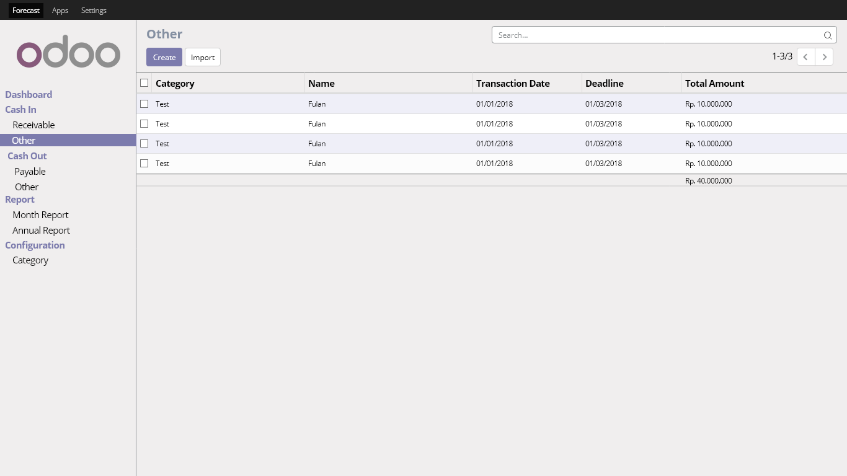 Forecast Apps Settings
odoo
Dashboard
Cash In
Receivable
Other
Cash Out
Payable
Other
Report
Month Report
Annual Report
Configuration
Category
Other
Search...
Create Import
1-3/3
Category Name Transaction Date Deadline Total Amount
Test Fulan 01/01/2018 01/03/2018 Rp. 10.000.000
Test Fulan 01/01/2018 01/03/2018 Rp. 10.000.000
Test Fulan 01/01/2018 01/03/2018 Rp. 10.000.000
Test Fulan 01/01/2018 01/03/2018 Rp. 10.000.000
Rp. 40.000.000